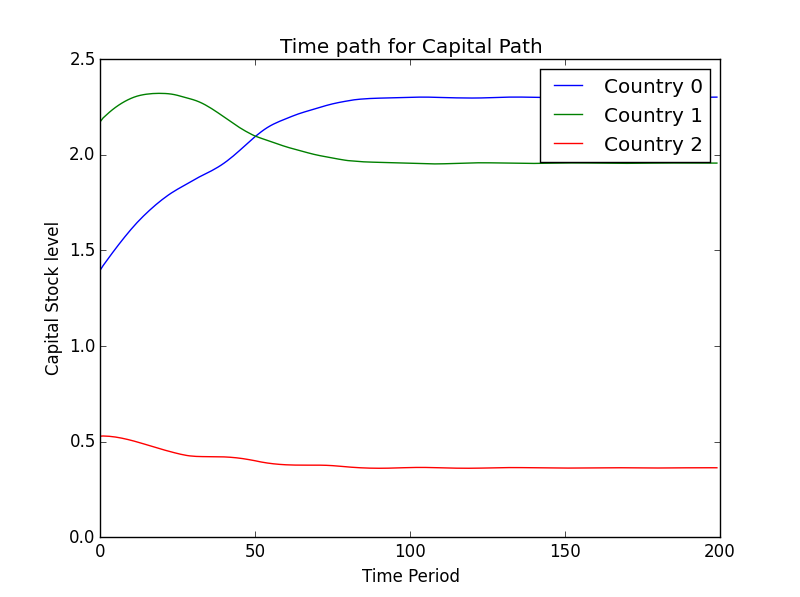 Time path for Capital Path
Country 0
Country 1
Country 2
2.5
2.0
1.5
1.0
0.5
0.0
Capital Stock level
0 50 100 150 200
Time Period